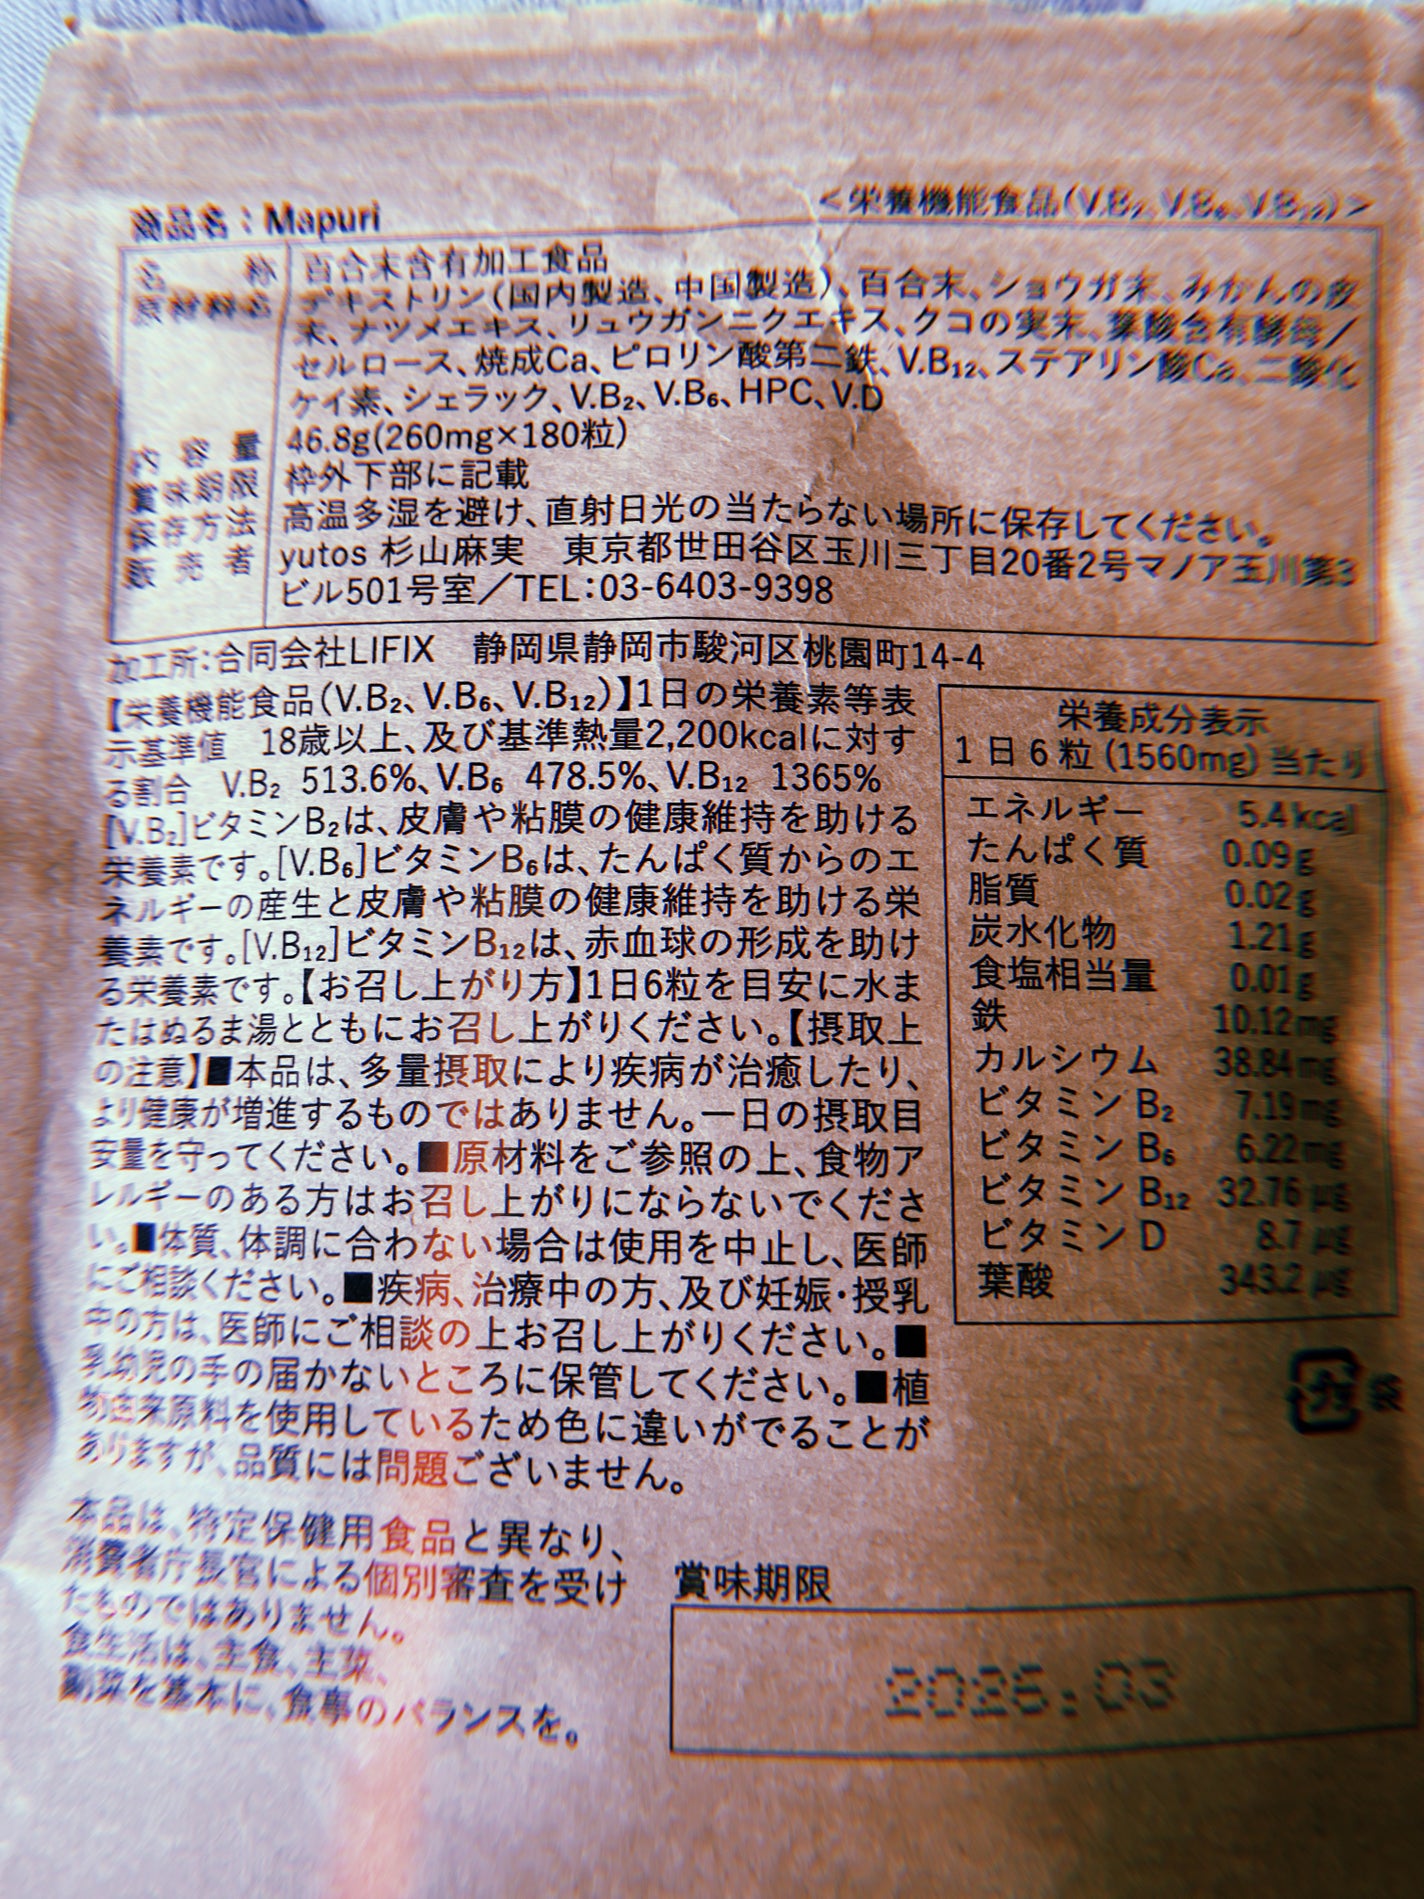 商品名：Mapuri
<栄養機能食品(V.B₂、V.B₆、V.B₁₂)>
名称 百合末含有加工食品
原材料名 デキストリン(国内製造、中国製造)、百合末、ショウガ末、みかんの皮
末、ナツメエキス、リュウガンニクエキス、クコの実末、葉酸含有酵母／
セルロース、焼成Ca、ピロリン酸第二鉄、V.B₁₂、ステアリン酸Ca、二酸化
ケイ素、シェラック、V.B₂、V.B₆、HPC、V.D
内容量 46.8g(260mg×180粒)
賞味期限 枠外下部に記載
保存方法 高温多湿を避け、直射日光の当たらない場所に保存してください。
販売者 yutos 杉山麻実　東京都世田谷区玉川三丁目20番2号マノア玉川第3
ビル501号室／TEL：03-6403-9398
加工所：合同会社LIFIX　静岡県静岡市駿河区桃園町14-4
【栄養機能食品(V.B₂、V.B₆、V.B₁₂)】1日の栄養素等表
示基準値　18歳以上、及び基準熱量2,200kcalに対す
る割合　V.B₂ 513.6%、V.B₆ 478.5%、V.B₁₂ 1365%
[V.B₂]ビタミンB₂は、皮膚や粘膜の健康維持を助ける
栄養素です。[V.B₆]ビタミンB₆は、たんぱく質からのエ
ネルギーの産生と皮膚や粘膜の健康維持を助ける栄
養素です。[V.B₁₂]ビタミンB₁₂は、赤血球の形成を助け
る栄養素です。【お召し上がり方】1日6粒を目安に水ま
たはぬるま湯とともにお召し上がりください。【摂取上
の注意】■本品は、多量摂取により疾病が治癒したり、
より健康が増進するものではありません。一日の摂取目
安量を守ってください。■原材料をご参照の上、食物ア
レルギーのある方はお召し上がりにならないでくださ
い。■体質、体調に合わない場合は使用を中止し、医師
にご相談ください。■疾病、治療中の方、及び妊娠・授乳
中の方は、医師にご相談の上お召し上がりください。■
乳幼児の手の届かないところに保管してください。■植
物由来原料を使用しているため色に違いがでることが
ありますが、品質には問題ございません。
栄養成分表示
1日6粒(1560mg)当たり
エネルギー 5.4kcal
たんぱく質 0.09g
脂質 0.02g
炭水化物 1.21g
食塩相当量 0.01g
鉄 10.12mg
カルシウム 38.84mg
ビタミンB₂ 7.19mg
ビタミンB₆ 6.22mg
ビタミンB₁₂ 32.76μg
ビタミンD 8.7μg
葉酸 343.2μg
プラ 袋
本品は、特定保健用食品と異なり、
消費者庁長官による個別審査を受け
たものではありません。
食生活は、主食、主菜、
副菜を基本に、食事のバランスを。
賞味期限
2026.03